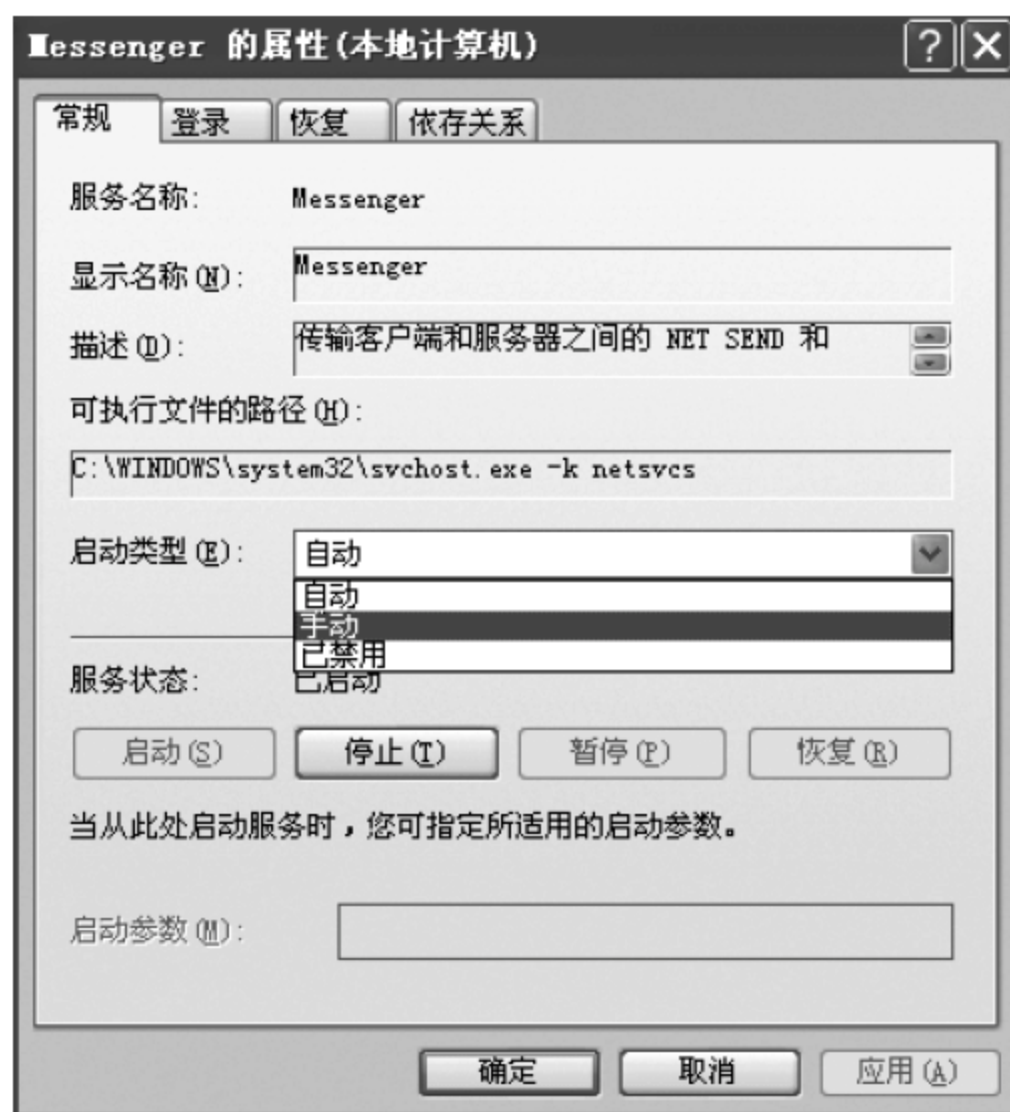 Messenger 的属性(本地计算机)
常规 登录 恢复 依存关系
服务名称: Messenger
显示名称(N): Messenger
描述(D): 传输客户端和服务器之间的 NET SEND 和
可执行文件的路径(H):
C:\WINDOWS\system32\svchost.exe -k netsvcs
启动类型(E): 自动
自动
手动
已禁用
服务状态: 已启动
启动(S) 停止(T) 暂停(P) 恢复(R)
当从此处启动服务时,您可指定所适用的启动参数。
启动参数(M):
确定 取消 应用(A)